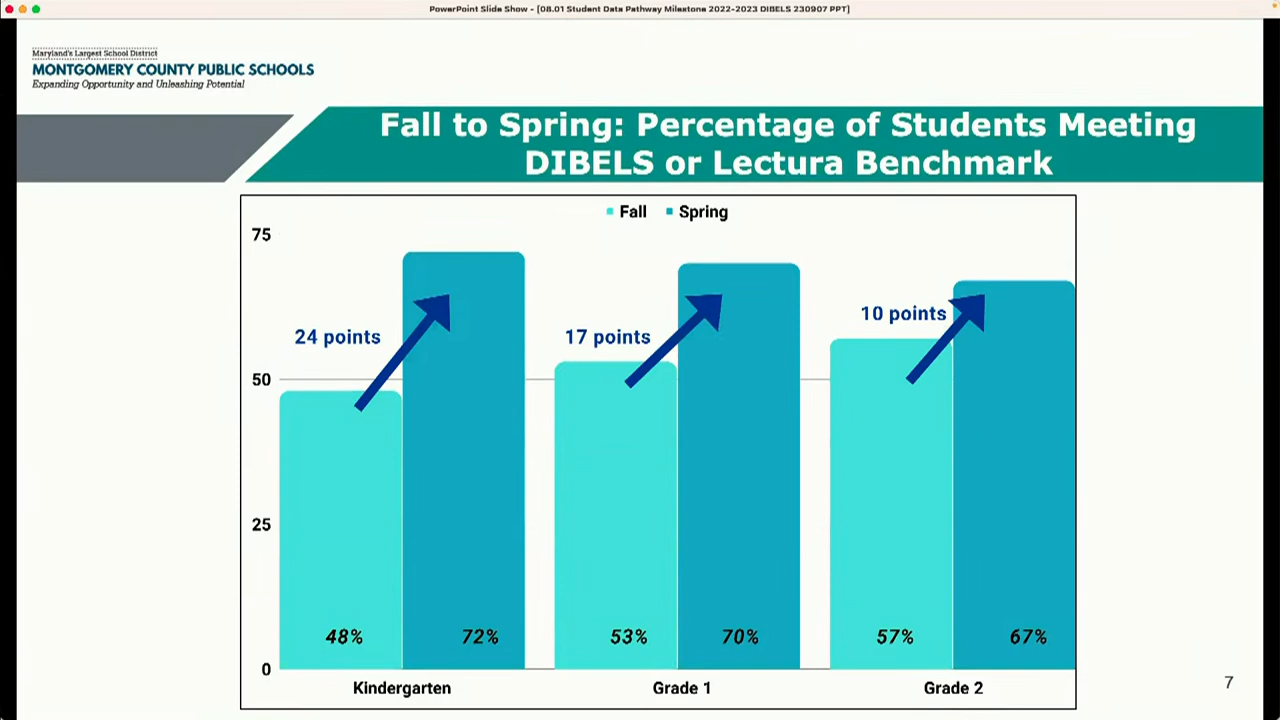 PowerPoint Slide Show - [08.01 Student Data Pathway Milestone 2022-2023 DIBELS 230907 PPT]
Maryland's Largest School District
MONTGOMERY COUNTY PUBLIC SCHOOLS
Expanding Opportunity and Unleashing Potential
Fall to Spring: Percentage of Students Meeting
DIBELS or Lectura Benchmark
Fall Spring
75
50
25
0
24 points
17 points
10 points
48% 72% 53% 70% 57% 67%
Kindergarten Grade 1 Grade 2
7